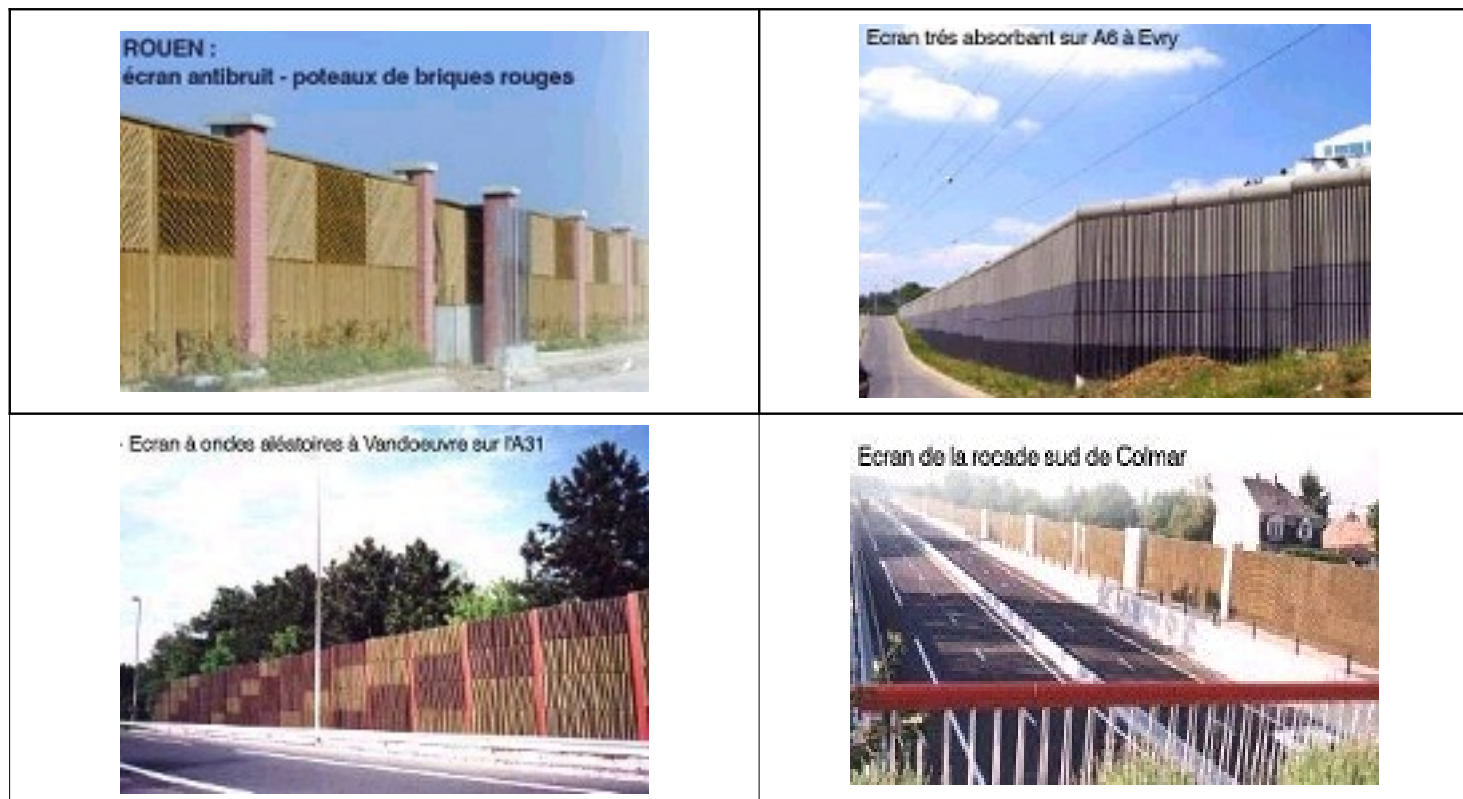 ROUEN :
écran antibruit - poteaux de briques rouges
Ecran trés absorbant sur A6 à Evry
- Ecran à ondes aléatoires à Vandoeuvre sur l'A31
Ecran de la rocade sud de Colmar